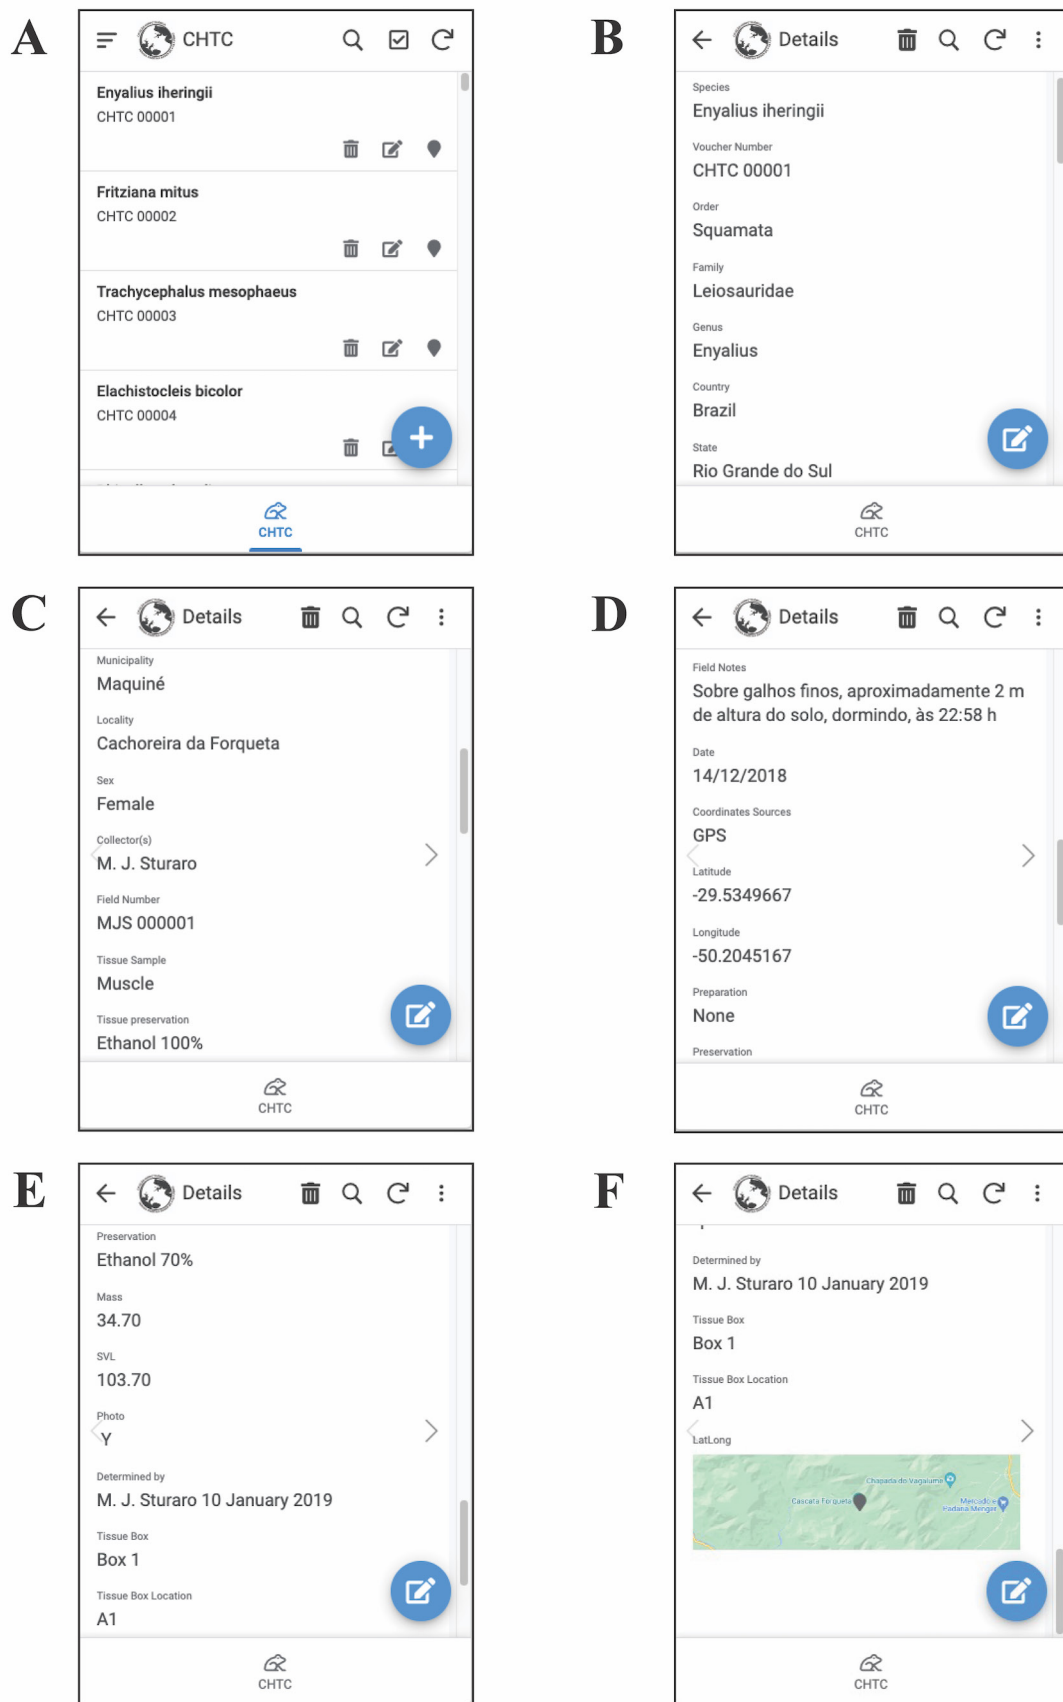 A
CHTC
Enyalius iheringii
CHTC 00001
Fritziana mitus
CHTC 00002
Trachycephalus mesophaeus
CHTC 00003
Elachistocleis bicolor
CHTC 00004
CHTC
B
Details
Species
Enyalius iheringii
Voucher Number
CHTC 00001
Order
Squamata
Family
Leiosauridae
Genus
Enyalius
Country
Brazil
State
Rio Grande do Sul
CHTC
C
Details
Municipality
Maquiné
Locality
Cachoreira da Forqueta
Sex
Female
Collector(s)
M. J. Sturaro
Field Number
MJS 000001
Tissue Sample
Muscle
Tissue preservation
Ethanol 100%
CHTC
D
Details
Field Notes
Sobre galhos finos, aproximadamente 2 m
de altura do solo, dormindo, às 22:58 h
Date
14/12/2018
Coordinates Sources
GPS
Latitude
-29.5349667
Longitude
-50.2045167
Preparation
None
Preservation
CHTC
E
Details
Preservation
Ethanol 70%
Mass
34.70
SVL
103.70
Photo
Y
Determined by
M. J. Sturaro 10 January 2019
Tissue Box
Box 1
Tissue Box Location
A1
CHTC
F
Details
Determined by
M. J. Sturaro 10 January 2019
Tissue Box
Box 1
Tissue Box Location
A1
LatLong
Chapada do Vagalume
Cascata Forqueta
Mercado e
Padaria Menger
CHTC